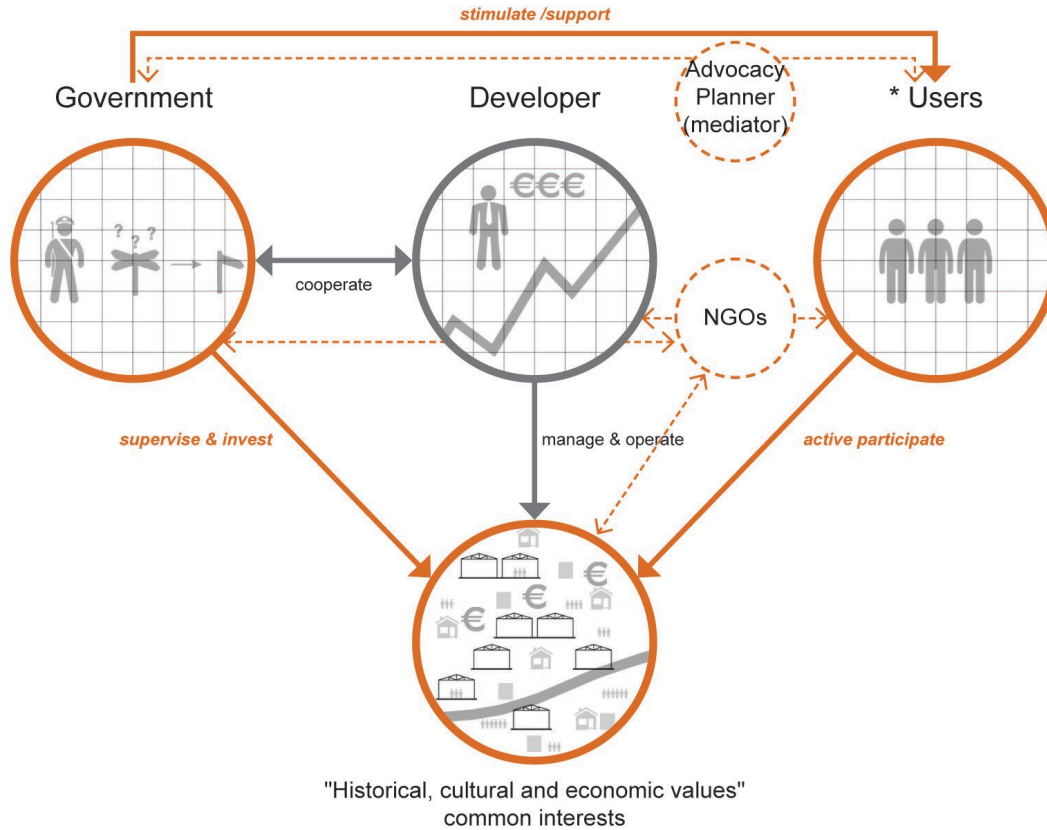 stimulate /support
Advocacy
Planner
(mediator)
Government
Developer
* Users
? ? ?
€€€
cooperate
NGOs
supervise & invest
manage & operate
active participate
€
€
€
"Historical, cultural and economic values"
common interests